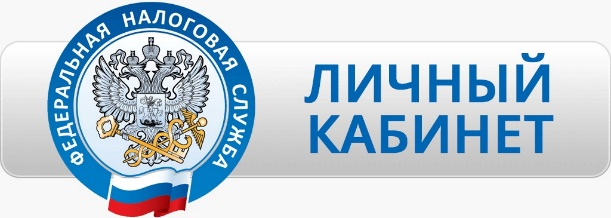 ФЕДЕРАЛЬНАЯ НАЛОГОВАЯ СЛУЖБА
ЛИЧНЫЙ
КАБИНЕТ